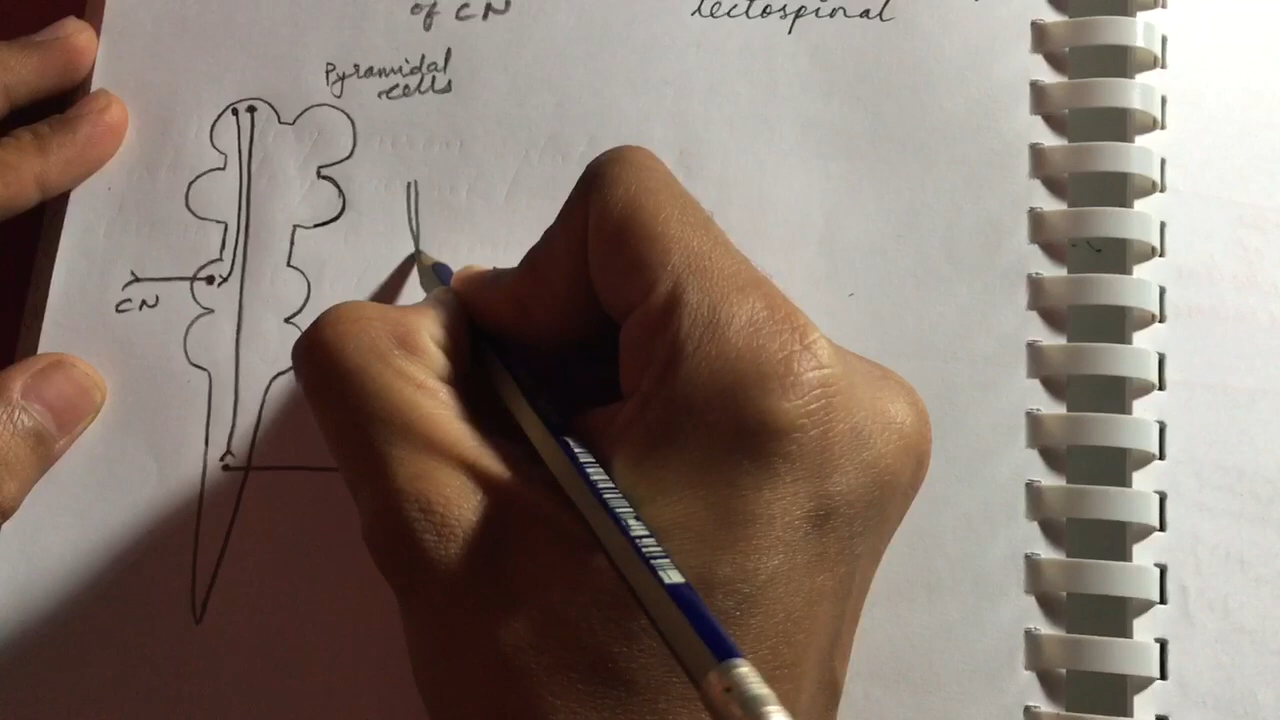 of CN
tectospinal
Pyramidal
cells
CN